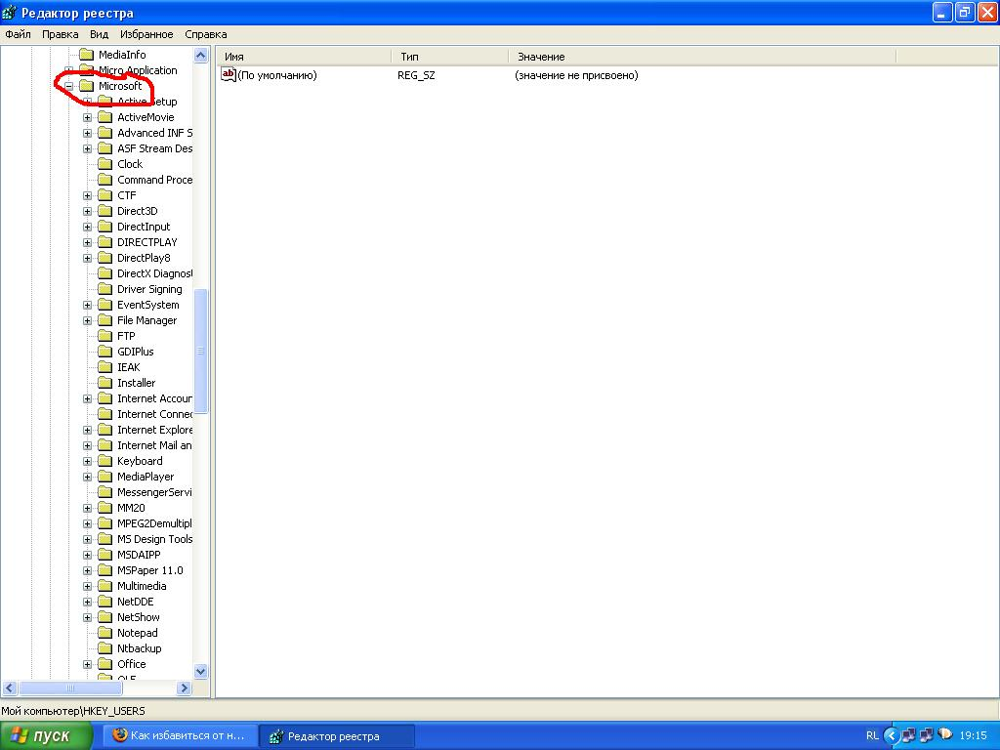 Редактор реестра
Файл Правка Вид Избранное Справка
MediaInfo
Micro Application
Microsoft
Active Setup
ActiveMovie
Advanced INF S
ASF Stream Des
Clock
Command Proce
CTF
Direct3D
DirectInput
DIRECTPLAY
DirectPlay8
DirectX Diagnost
Driver Signing
EventSystem
File Manager
FTP
GDIPlus
IEAK
Installer
Internet Accour
Internet Connec
Internet Explore
Internet Mail an
Keyboard
MediaPlayer
MessengerServi
MM20
MPEG2Demultipl
MS Design Tools
MSDAIPP
MSPaper 11.0
Multimedia
NetDDE
NetShow
Notepad
Ntbackup
Office
Имя Тип Значение
ab (По умолчанию) REG_SZ (значение не присвоено)
Мой компьютер\HKEY_USERS
пуск Как избавиться от н... Редактор реестра RL 19:15